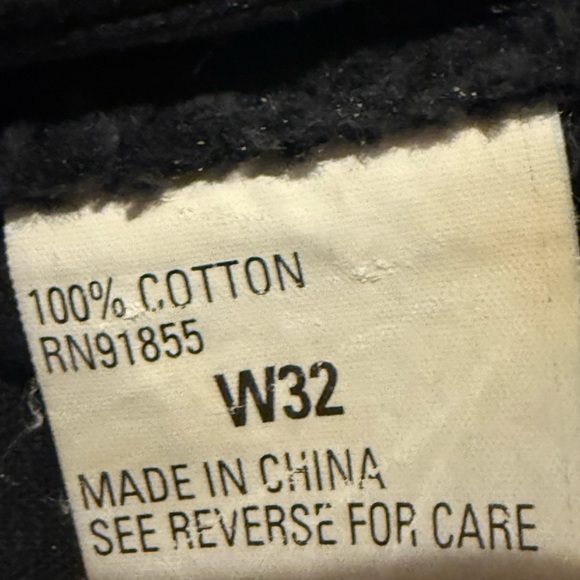 100% COTTON
RN91855
W32
MADE IN CHINA
SEE REVERSE FOR CARE